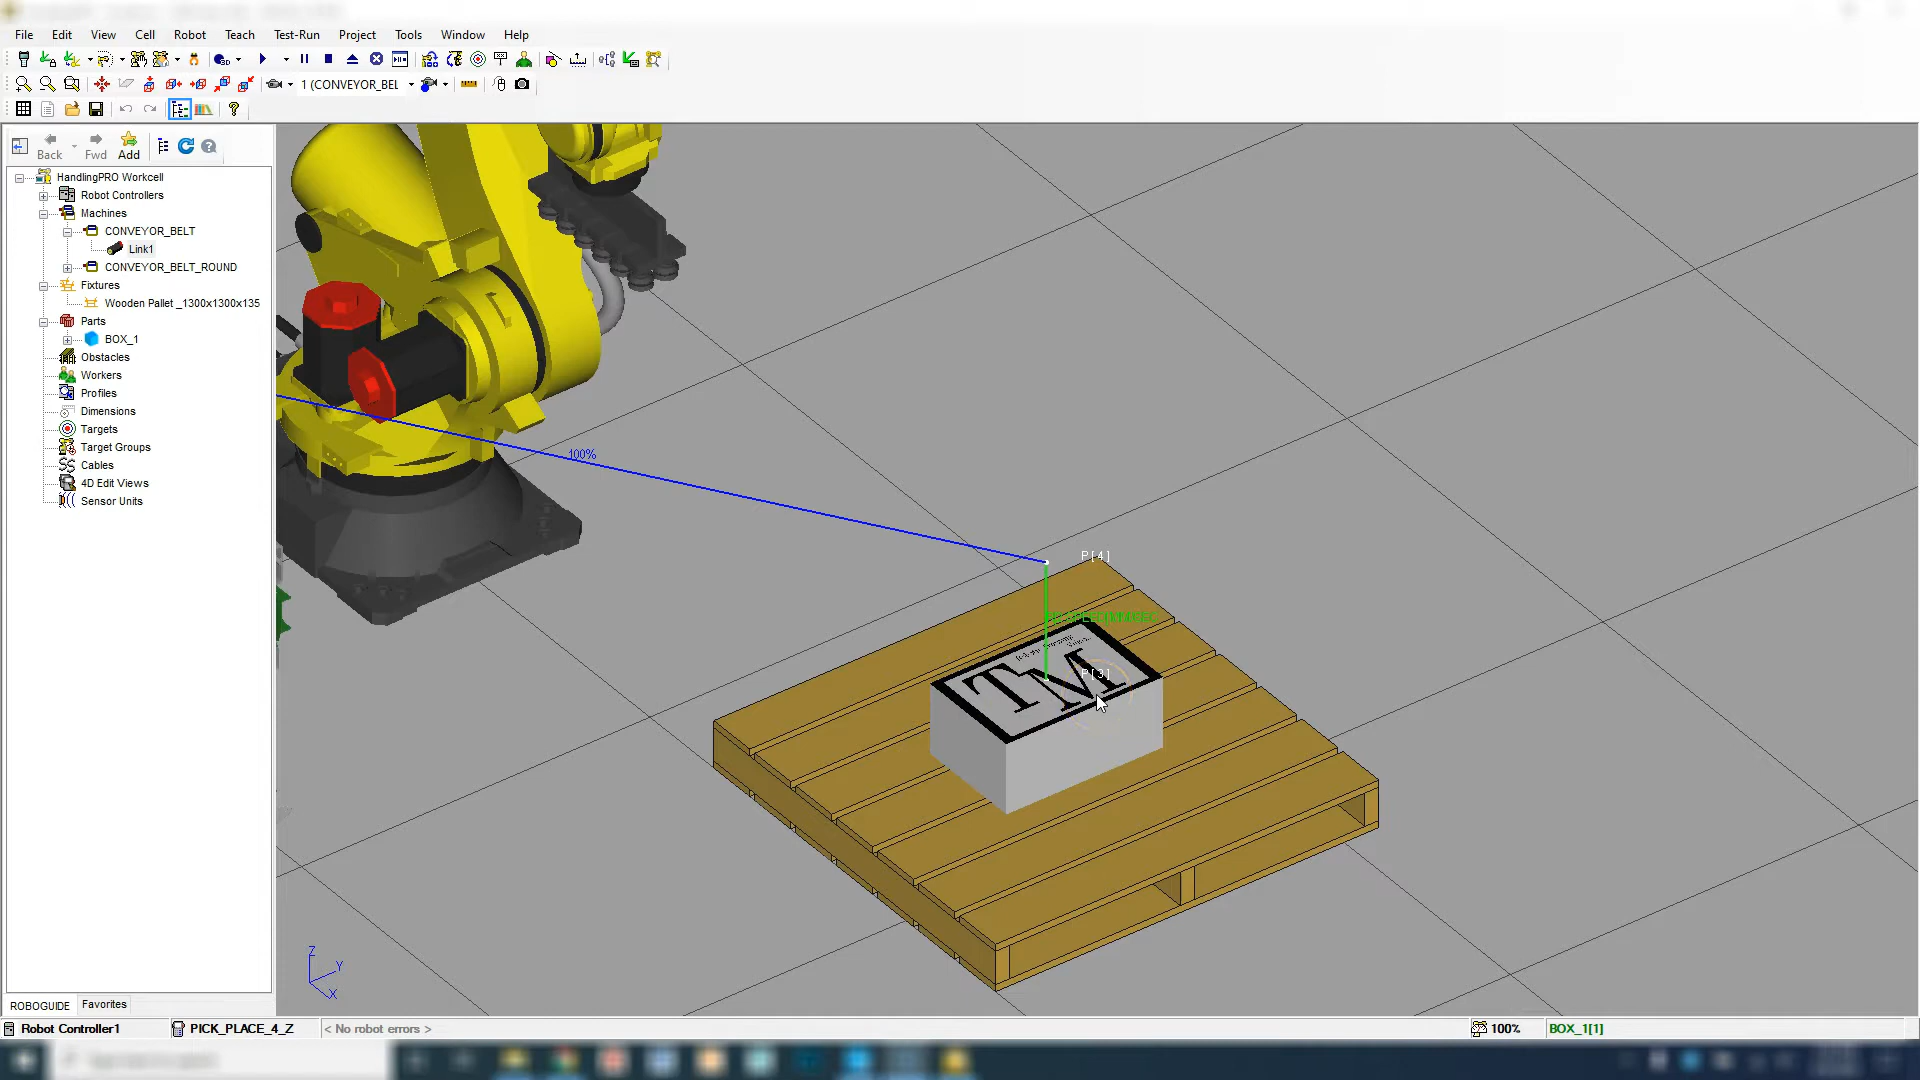 File Edit View Cell Robot Teach Test-Run Project Tools Window Help
1 (CONVEYOR_BEL
Back Fwd Add
HandlingPRO Workcell
Robot Controllers
Machines
CONVEYOR_BELT
Link1
CONVEYOR_BELT_ROUND
Fixtures
Wooden Pallet _1300x1300x135
Parts
BOX_1
Obstacles
Workers
Profiles
Dimensions
Targets
Target Groups
Cables
4D Edit Views
Sensor Units
100%
P[4]
P[3]
TM
Z
Y
X
ROBOGUIDE Favorites
Robot Controller1 PICK_PLACE_4_Z < No robot errors > 100% BOX_1[1]